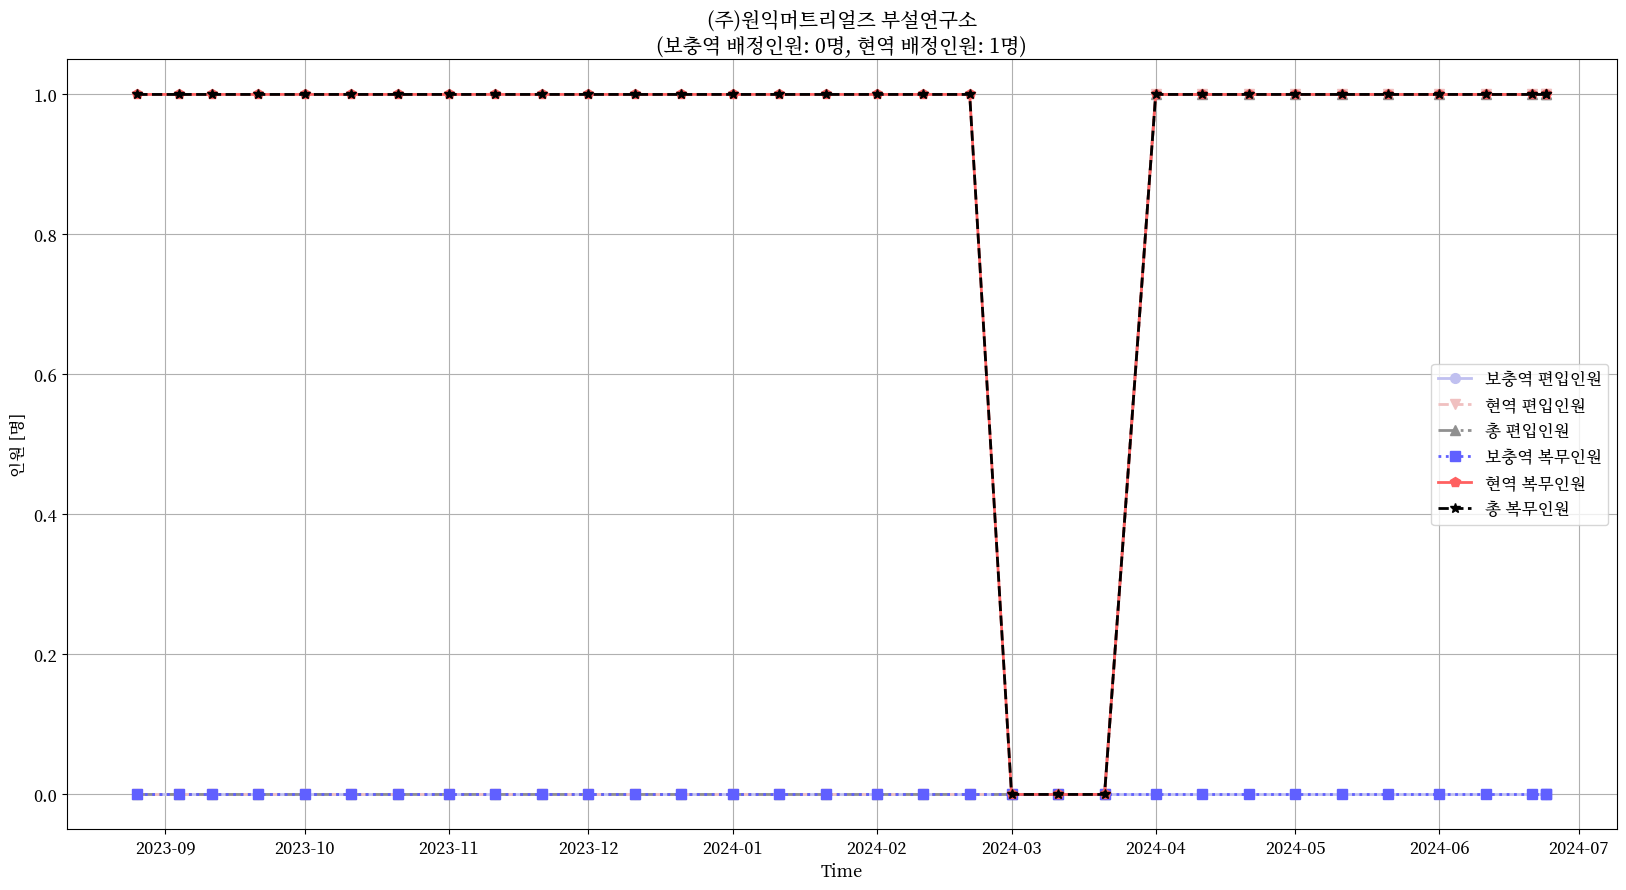 (주)원익머트리얼즈 부설연구소
(보충역 배정인원: 0명, 현역 배정인원: 1명)
1.0
0.8
0.6
0.4
0.2
0.0
인원 [명]
보충역 편입인원
현역 편입인원
총 편입인원
보충역 복무인원
현역 복무인원
총 복무인원
2023-09 2023-10 2023-11 2023-12 2024-01 2024-02 2024-03 2024-04 2024-05 2024-06 2024-07
Time